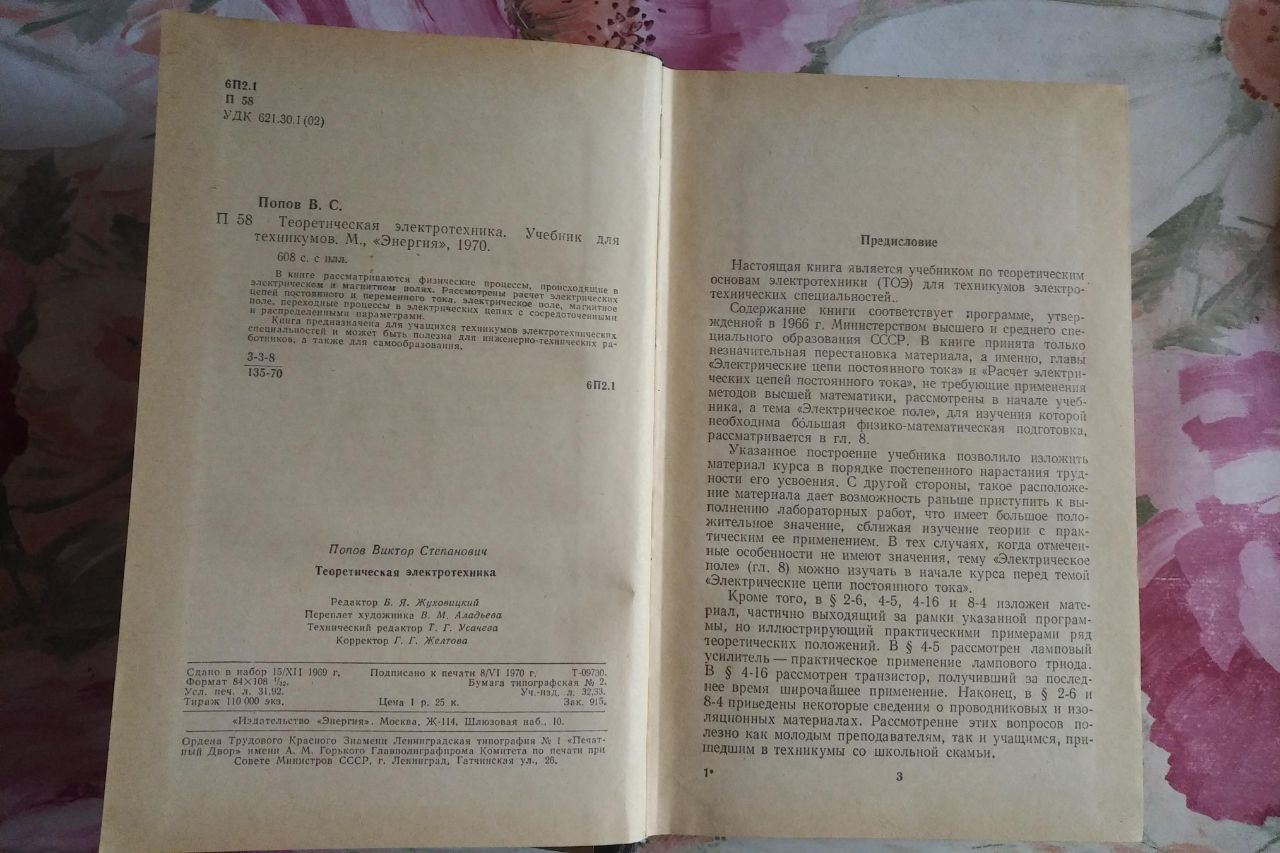 6П2.1
П 58
УДК 621.30.1(02)
Попов В. С.
П 58 Теоретическая электротехника. Учебник для
техникумов. М., «Энергия», 1970.
608 с. с илл.
В книге рассматриваются физические процессы, происходящие в
электрическом и магнитном полях. Рассмотрены расчет электрических
цепей постоянного и переменного тока, электрическое поле, магнитное
поле, переходные процессы в электрических цепях с сосредоточенными
и распределенными параметрами.
Книга предназначена для учащихся техникумов электротехнических
специальностей и может быть полезна для инженерно-технических ра-
ботников, а также для самообразования.
3-3-8
135-70
6П2.1
Попов Виктор Степанович
Теоретическая электротехника
Редактор Б. Я. Жуховицкий
Переплет художника В. М. Аладьева
Технический редактор Т. Г. Усачева
Корректор Г. Г. Желтова
Сдано в набор 15/XII 1969 г. Подписано к печати 8/VI 1970 г. Т-09730.
Формат 84×108 1/32. Бумага типографская № 2.
Усл. печ. л. 31,92. Уч.-изд. л. 32,33.
Тираж 110 000 экз. Цена 1 р. 25 к. Зак. 915.
«Издательство «Энергия». Москва, Ж-114, Шлюзовая наб., 10.
Ордена Трудового Красного Знамени Ленинградская типография № 1 «Печат-
ный Двор» имени А. М. Горького Главполиграфпрома Комитета по печати при
Совете Министров СССР, г. Ленинград, Гатчинская ул., 26.
Предисловие
Настоящая книга является учебником по теоретическим
основам электротехники (ТОЭ) для техникумов электро-
технических специальностей.
Содержание книги соответствует программе, утвер-
жденной в 1966 г. Министерством высшего и среднего спе-
циального образования СССР. В книге принята только
незначительная перестановка материала, а именно, главы
«Электрические цепи постоянного тока» и «Расчет электри-
ческих цепей постоянного тока», не требующие применения
методов высшей математики, рассмотрены в начале учеб-
ника, а тема «Электрическое поле», для изучения которой
необходима бо́льшая физико-математическая подготовка,
рассматривается в гл. 8.
Указанное построение учебника позволило изложить
материал курса в порядке постепенного нарастания труд-
ности его усвоения. С другой стороны, такое расположе-
ние материала дает возможность раньше приступить к вы-
полнению лабораторных работ, что имеет большое поло-
жительное значение, сближая изучение теории с прак-
тическим ее применением. В тех случаях, когда отмечен-
ные особенности не имеют значения, тему «Электрическое
поле» (гл. 8) можно изучать в начале курса перед темой
«Электрические цепи постоянного тока».
Кроме того, в § 2-6, 4-5, 4-16 и 8-4 изложен мате-
риал, частично выходящий за рамки указанной програм-
мы, но иллюстрирующий практическими примерами ряд
теоретических положений. В § 4-5 рассмотрен ламповый
усилитель — практическое применение лампового триода.
В § 4-16 рассмотрен транзистор, получивший за послед-
нее время широчайшее применение. Наконец, в § 2-6 и
8-4 приведены некоторые сведения о проводниковых и изо-
ляционных материалах. Рассмотрение этих вопросов по-
лезно как молодым преподавателям, так и учащимся, при-
шедшим в техникумы со школьной скамьи.
1*
3